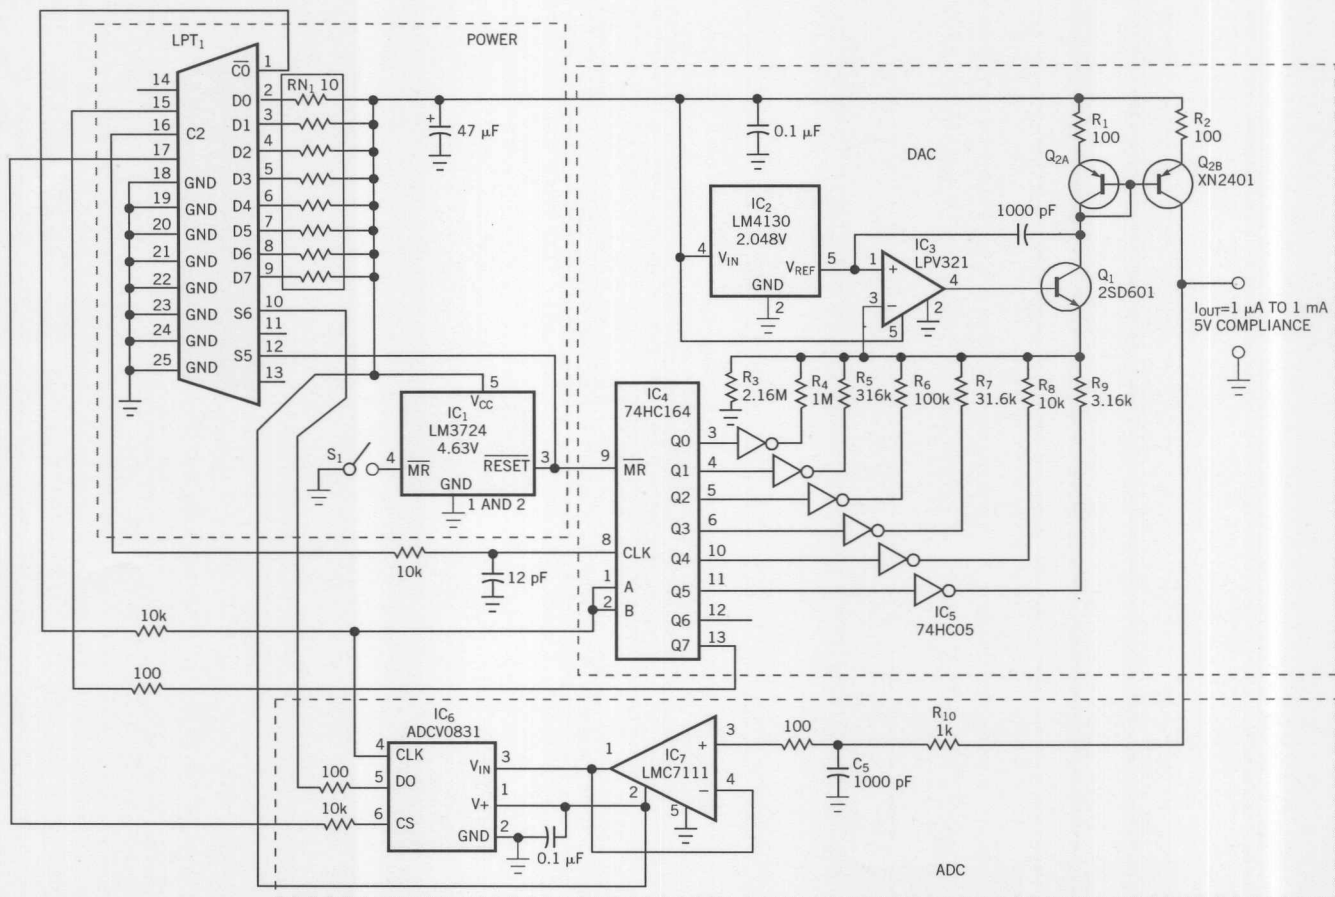 LPT1
POWER
1
C̅0̅
14
15
16
17
18
19
20
21
22
23
24
25
C2
GND
GND
GND
GND
GND
GND
GND
GND
D0
D1
D2
D3
D4
D5
D6
D7
S6
S5
2
3
4
5
6
7
8
9
10
11
12
13
RN1 10
+
47 µF
0.1 µF
DAC
R1
100
R2
100
Q2A
Q2B
XN2401
1000 pF
IC2
LM4130
2.048V
4
VIN
VREF
5
GND
2
IC3
LPV321
1
+
3
−
4
2
5
Q1
2SD601
IOUT=1 µA TO 1 mA
5V COMPLIANCE
S1
4
5
VCC
IC1
LM3724
4.63V
M̅R̅
R̅E̅S̅E̅T̅
3
GND
1 AND 2
R3
2.16M
R4
1M
R5
316k
R6
100k
R7
31.6k
R8
10k
R9
3.16k
IC4
74HC164
9
M̅R̅
8
CLK
1
A
2
B
Q0
3
Q1
4
Q2
5
Q3
6
Q4
10
Q5
11
Q6
12
Q7
13
IC5
74HC05
10k
12 pF
10k
100
IC6
ADCV0831
4
CLK
5
DO
6
CS
VIN
3
V+
1
GND
2
100
10k
0.1 µF
IC7
LMC7111
1
2
5
3
+
4
−
100
C5
1000 pF
R10
1k
ADC